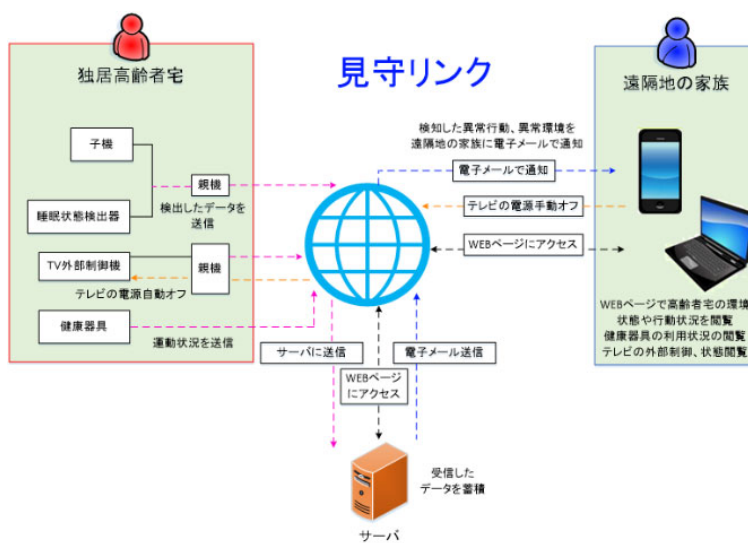 見守リンク
独居高齢者宅
子機
親機
検出したデータを
送信
睡眠状態検出器
TV外部制御機
親機
テレビの電源自動オフ
健康器具
運動状況を送信
検知した異常行動、異常環境を
遠隔地の家族に電子メールで通知
電子メールで通知
テレビの電源手動オフ
WEBページにアクセス
遠隔地の家族
WEBページで高齢者宅の環境
状態や行動状況を閲覧
健康器具の利用状況の閲覧
テレビの外部制御、状態閲覧
サーバに送信
WEBページ
にアクセス
電子メール送信
受信した
データを蓄積
サーバ